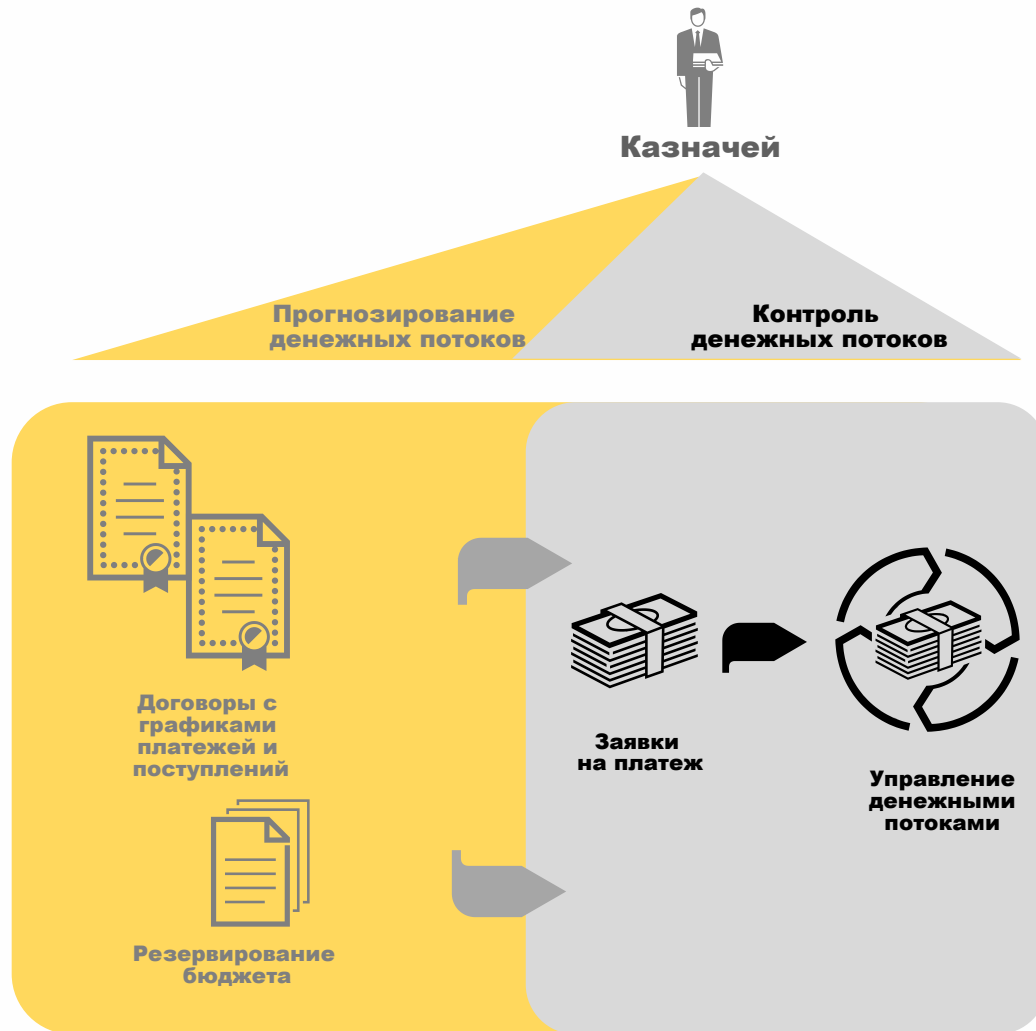 Казначей
Прогнозирование
денежных потоков
Контроль
денежных потоков
Договоры с
графиками
платежей и
поступлений
Заявки
на платеж
Управление
денежными
потоками
Резервирование
бюджета